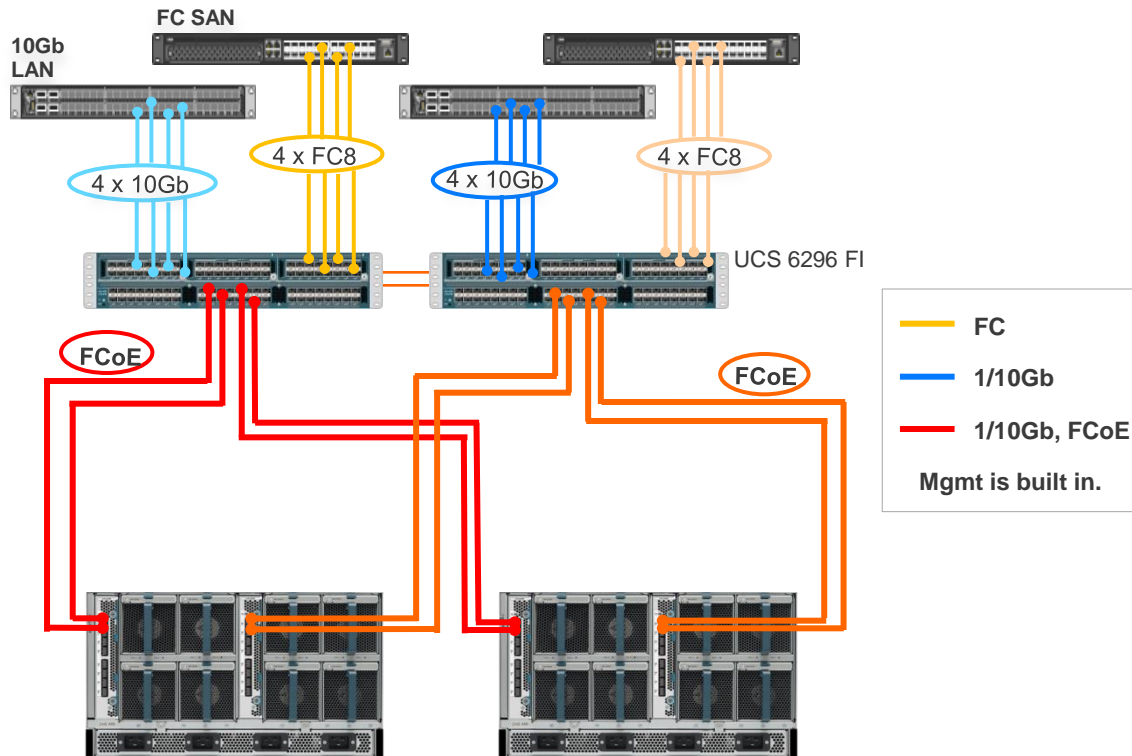 FC SAN
10Gb
LAN
4 x FC8
4 x 10Gb
4 x 10Gb
4 x FC8
UCS 6296 FI
FCoE
FCoE
FC
1/10Gb
1/10Gb, FCoE
Mgmt is built in.